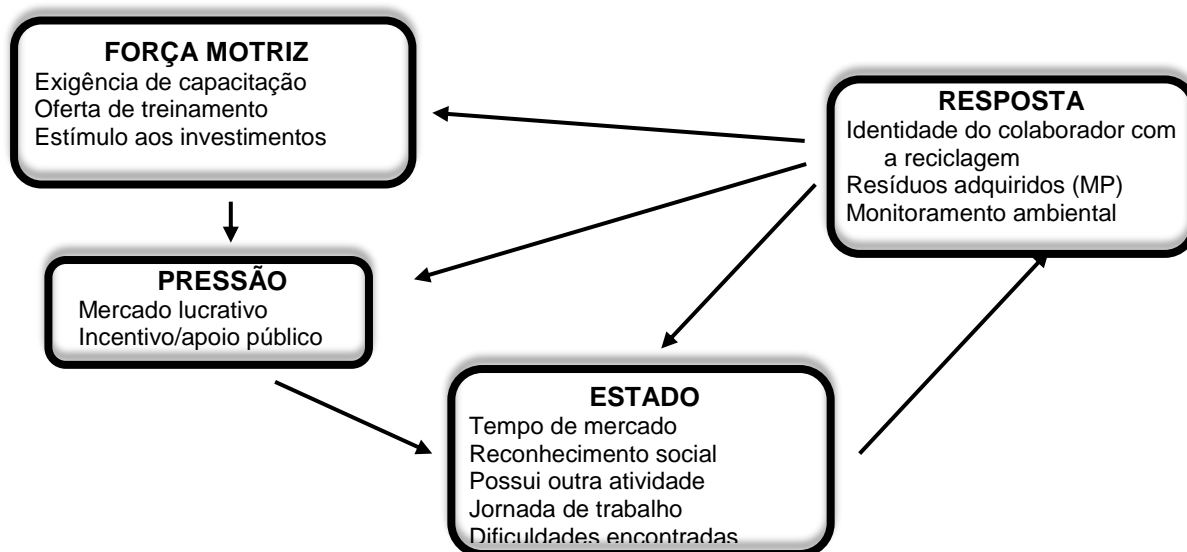 FORÇA MOTRIZ
Exigência de capacitação
Oferta de treinamento
Estímulo aos investimentos
RESPOSTA
Identidade do colaborador com
a reciclagem
Resíduos adquiridos (MP)
Monitoramento ambiental
PRESSÃO
Mercado lucrativo
Incentivo/apoio público
ESTADO
Tempo de mercado
Reconhecimento social
Possui outra atividade
Jornada de trabalho
Dificuldades encontradas